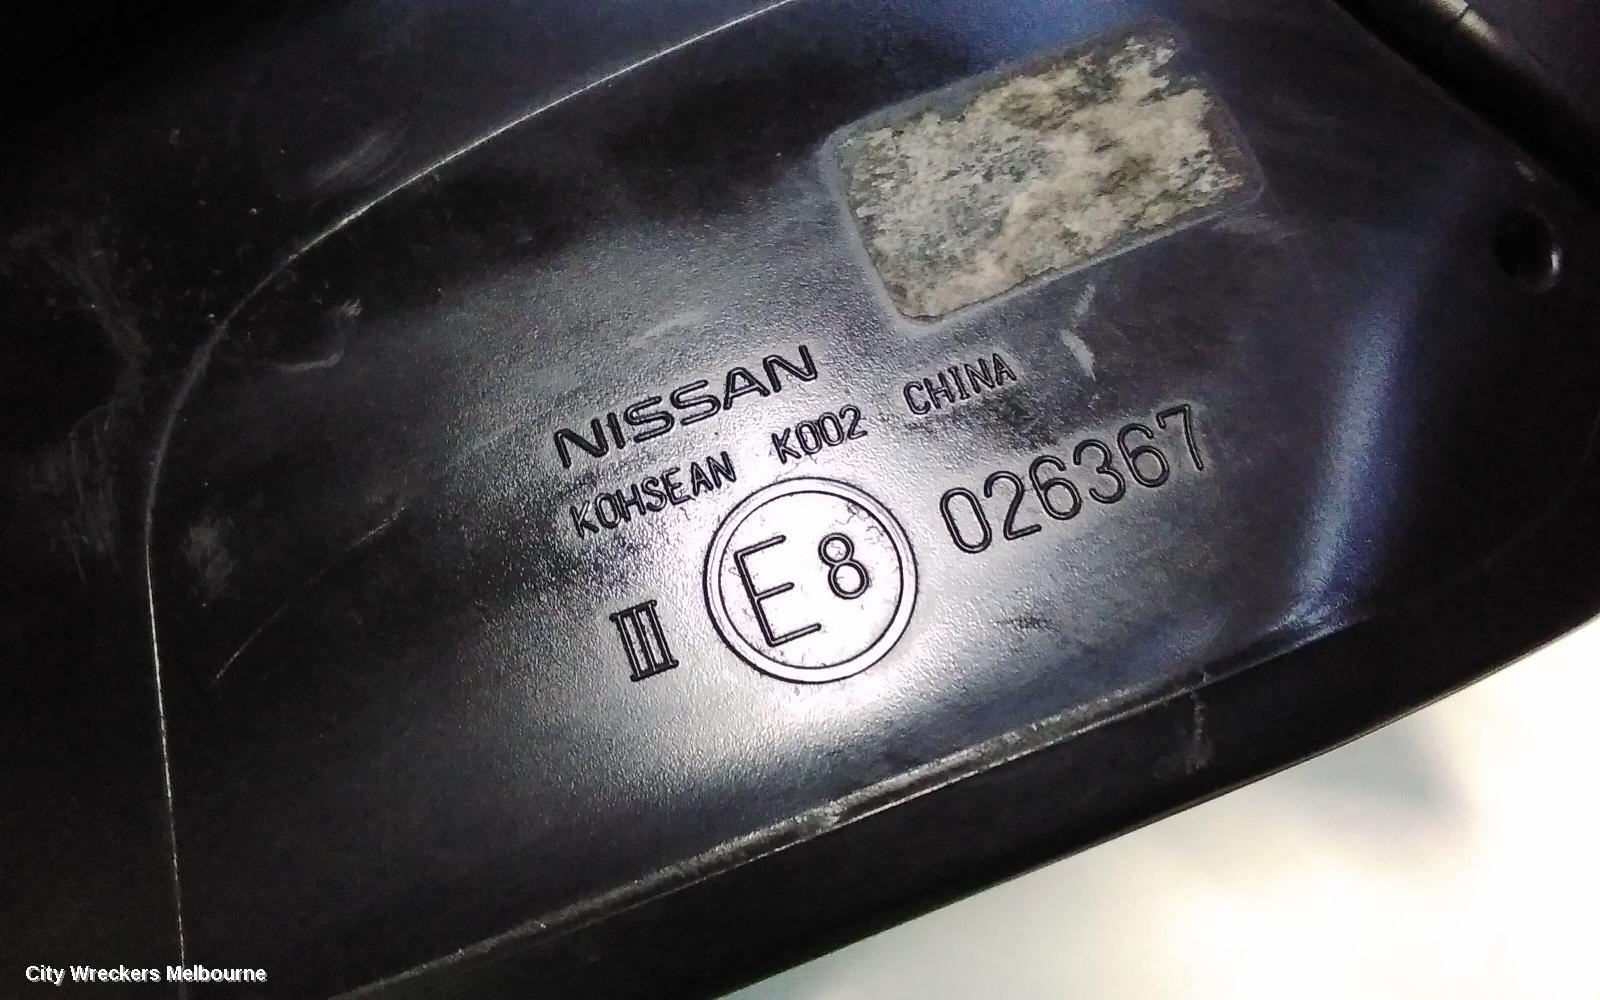 NISSAN
KOHSEAN K002 CHINA
III E8 026367
City Wreckers Melbourne